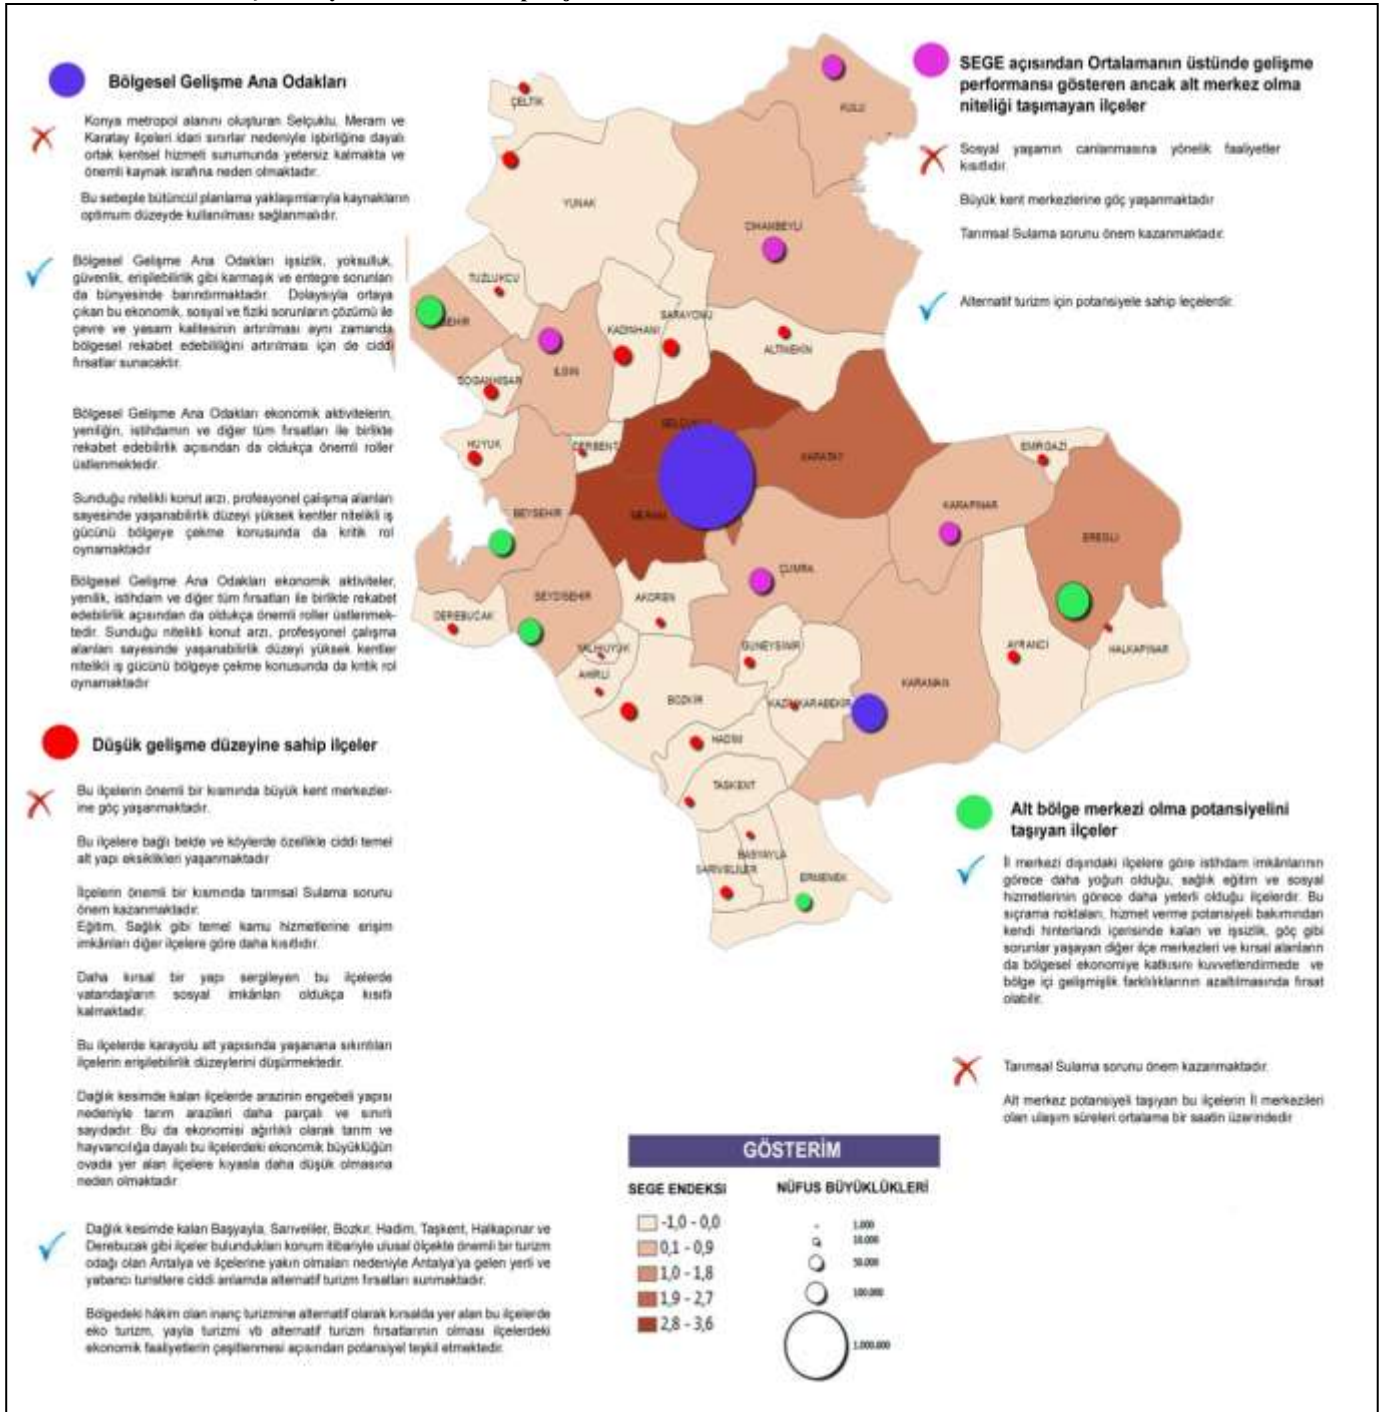 Bölgesel Gelişme Ana Odakları
Konya metropol alanını oluşturan Selçuklu, Meram ve
Karatay ilçeleri idari sınırlar nedeniyle işbirliğine dayalı
ortak kentsel hizmeti sunumunda yetersiz kalmakta ve
önemli kaynak israfına neden olmaktadır.
Bu sebeple bütüncül planlama yaklaşımlarıyla kaynakların
optimum düzeyde kullanılması sağlanmalıdır.
Bölgesel Gelişme Ana Odakları işsizlik, yoksulluk,
güvenlik, erişilebilirlik gibi karmaşık ve entegre sorunları
da bünyesinde barındırmaktadır. Dolayısıyla ortaya
çıkan bu ekonomik, sosyal ve fiziki sorunların çözümü ile
çevre ve yaşam kalitesinin artırılması aynı zamanda
bölgesel rekabet edebilliğini artırılması için de ciddi
fırsatlar sunacaktır.
Bölgesel Gelişme Ana Odakları ekonomik aktivitelerin,
yeniliğin, istihdamın ve diğer tüm fırsatları ile birlikte
rekabet edebilirlik açısından da oldukça önemli roller
üstlenmektedir.
Sunduğu nitelikli konut arzı, profesyonel çalışma alanları
sayesinde yaşanabilirlik düzeyi yüksek kentler nitelikli iş
gücünü bölgeye çekme konusunda da kritik rol
oynamaktadır
Bölgesel Gelişme Ana Odakları ekonomik aktiviteler,
yenilik, istihdam ve diğer tüm fırsatları ile birlikte rekabet
edebilirlik açısından da oldukça önemli roller üstlenmek-
tedir. Sunduğu nitelikli konut arzı, profesyonel çalışma
alanları sayesinde yaşanabilirlik düzeyi yüksek kentler
nitelikli iş gücünü bölgeye çekme konusunda da kritik rol
oynamaktadır
Düşük gelişme düzeyine sahip ilçeler
Bu ilçelerin önemli bir kısmında büyük kent merkezler-
ine göç yaşanmaktadır.
Bu ilçelere bağlı belde ve köylerde özellikle ciddi temel
alt yapı eksiklikleri yaşanmaktadır
İlçelerin önemli bir kısmında tarımsal Sulama sorunu
önem kazanmaktadır.
Eğitim, Sağlık gibi temel kamu hizmetlerine erişim
imkânları diğer ilçelere göre daha kısıtlıdır.
Daha kırsal bir yapı sergileyen bu ilçelerde
vatandaşların sosyal imkânları oldukça kısıtlı
kalmaktadır.
Bu ilçelerde karayolu alt yapısında yaşanana sıkıntıları
ilçelerin erişilebilirlik düzeylerini düşürmektedir.
Dağlık kesimde kalan ilçelerde arazinin engebeli yapısı
nedeniyle tarım arazileri daha parçalı ve sınırlı
sayıdadır. Bu da ekonomisi ağırlıklı olarak tarım ve
hayvancılığa dayalı bu ilçelerdeki ekonomik büyüklüğün
ovada yer alan ilçelere kıyasla daha düşük olmasına
neden olmaktadır
Dağlık kesimde kalan Başyayla, Sarıveliler, Bozkır, Hadim, Taşkent, Halkapınar ve
Derebucak gibi ilçeler bulundukları konum itibariyle ulusal ölçekte önemli bir turizm
odağı olan Antalya ve ilçelerine yakın olmaları nedeniyle Antalya'ya gelen yerli ve
yabancı turistlere ciddi anlamda alternatif turizm fırsatları sunmaktadır.
Bölgedeki hâkim olan inanç turizmine alternatif olarak kırsalda yer alan bu ilçelerde
eko turizm, yayla turizmi vb alternatif turizm fırsatlarının olması ilçelerdeki
ekonomik faaliyetlerin çeşitlenmesi açısından potansiyel teşkil etmektedir.
ÇELTİK
KULU
YUNAK
CİHANBEYLİ
TUZLUKÇU
EHİR
ILGIN
KADINHANI
SARAYÖNÜ
ALTINEKİN
DOĞANHİSAR
HÜYÜK
DERBENT
KARATAY
EMİRGAZİ
BEYŞEHİR
MERAM
KARAPINAR
EREĞLİ
SEYDİŞEHİR
AKÖREN
ÇUMRA
DEREBUCAK
YALIHÜYÜK
GÜNEYSINIR
AYRANCI
HALKAPINAR
AHIRLI
BOZKIR
KARAMAN
HADİM
TAŞKENT
BAŞYAYLA
SARIVELİLER
ERMENEK
SEGE açısından Ortalamanın üstünde gelişme
performansı gösteren ancak alt merkez olma
niteliği taşımayan ilçeler
Sosyal yaşamın canlanmasına yönelik faaliyetler
kısıtlıdır.
Büyük kent merkezlerine göç yaşanmaktadır
Tarımsal Sulama sorunu önem kazanmaktadır.
Alternatif turizm için potansiyele sahip leçelerdir.
Alt bölge merkezi olma potansiyelini
taşıyan ilçeler
İl merkezi dışındaki ilçelere göre istihdam imkânlarının
görece daha yoğun olduğu, sağlık eğitim ve sosyal
hizmetlerinin görece daha yeterli olduğu ilçelerdir. Bu
sıçrama noktaları, hizmet verme potansiyeli bakımından
kendi hinterlandı içerisinde kalan ve işsizlik, göç gibi
sorunlar yaşayan diğer ilçe merkezleri ve kırsal alanların
da bölgesel ekonomiye katkısını kuvvetlendirmede ve
bölge içi gelişmişlik farklılıklarının azaltılmasında fırsat
olabilir.
Tarımsal Sulama sorunu önem kazanmaktadır.
Alt merkez potansiyeli taşıyan bu ilçelerin İl merkezileri
olan ulaşım süreleri ortalama bir saatin üzerindedir
GÖSTERİM
SEGE ENDEKSI
NÜFUS BÜYÜKLÜKLERİ
-1,0 - 0,0
0,1 - 0,9
1,0 - 1,8
1,9 - 2,7
2,8 - 3,6
1.000
10.000
50.000
100.000
1.000.000